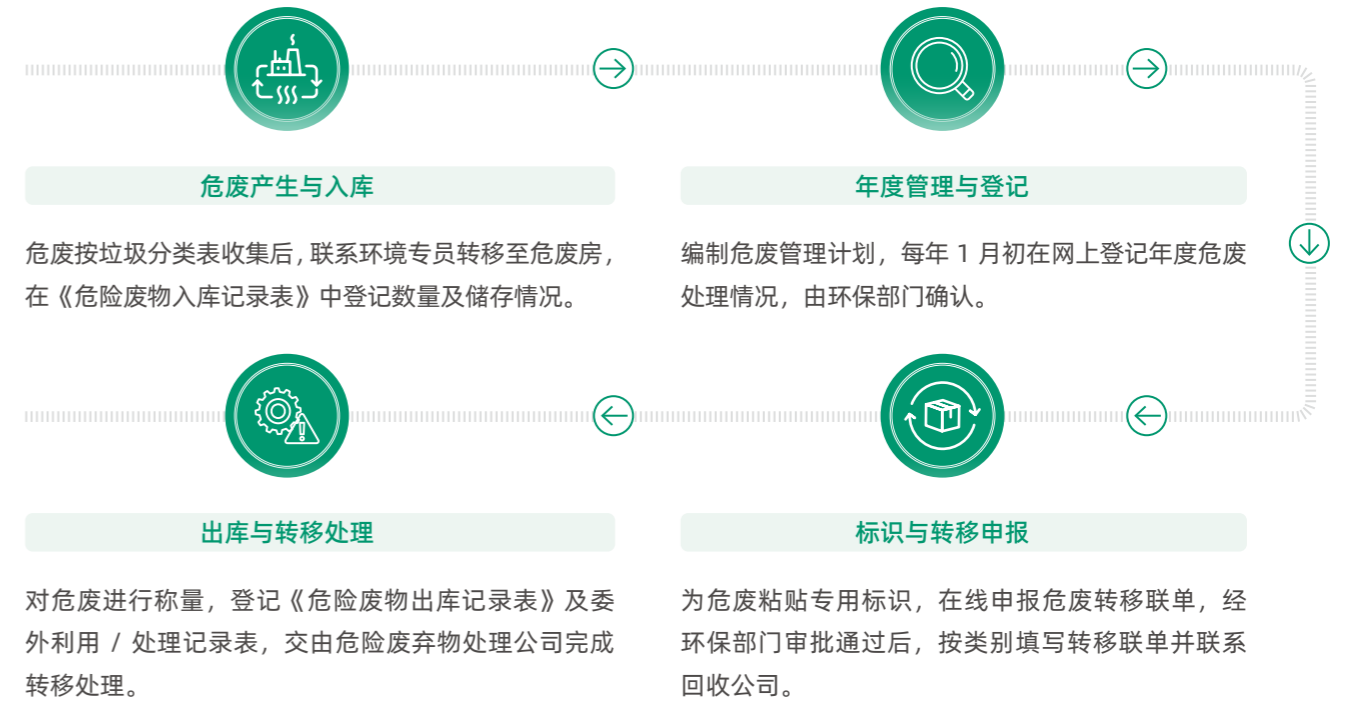 危废产生与入库
危废按垃圾分类表收集后，联系环境专员转移至危废房，
在《危险废物入库记录表》中登记数量及储存情况。
年度管理与登记
编制危废管理计划，每年 1 月初在网上登记年度危废
处理情况，由环保部门确认。
标识与转移申报
为危废粘贴专用标识，在线申报危废转移联单，经
环保部门审批通过后，按类别填写转移联单并联系
回收公司。
出库与转移处理
对危废进行称量，登记《危险废物出库记录表》及委
外利用 / 处理记录表，交由危险废弃物处理公司完成
转移处理。